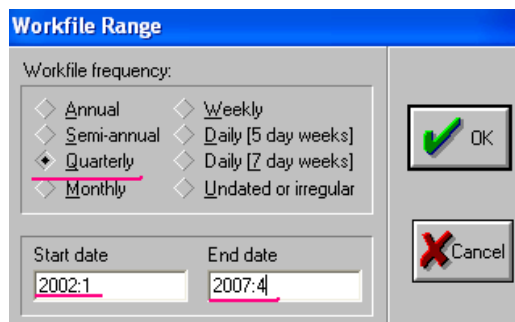 Workfile Range
Workfile frequency:
Annual
Semi-annual
Quarterly
Monthly
Weekly
Daily [5 day weeks]
Daily [7 day weeks]
Undated or irregular
Start date
2002:1
End date
2007:4
OK
Cancel